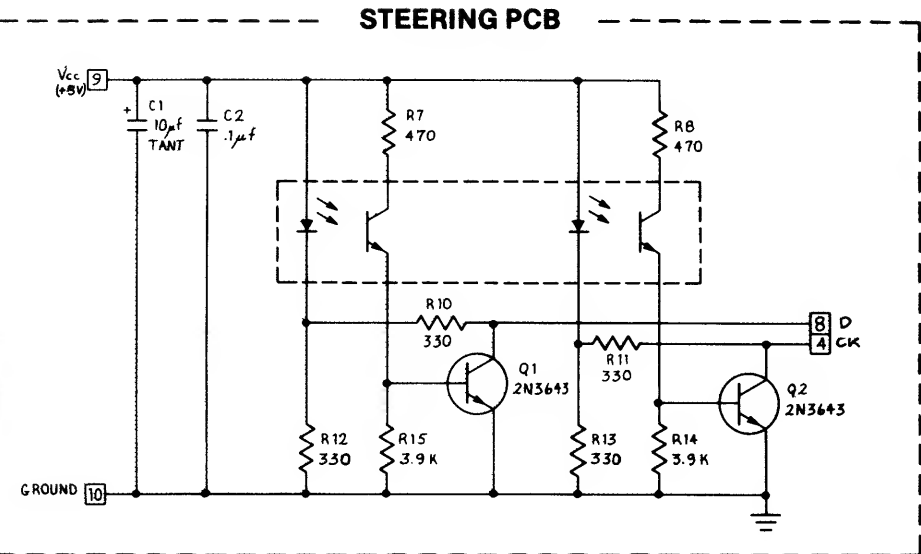 STEERING PCB
Vcc
(+5V)
9
+
C1
10µf
TANT
C2
.1µf
R7
470
R8
470
R10
330
8
D
4
CK
R11
330
Q1
2N3643
Q2
2N3643
R12
330
R15
3.9K
R13
330
R14
3.9K
GROUND
10